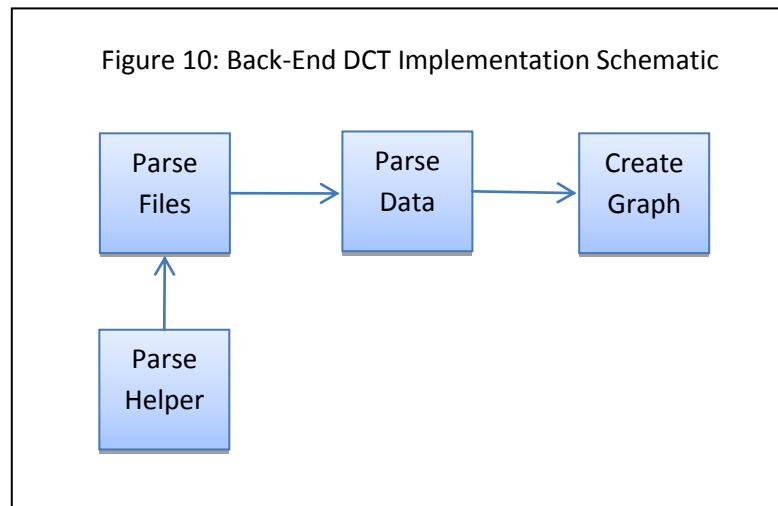 Figure 10: Back-End DCT Implementation Schematic
Parse
Files
Parse
Data
Create
Graph
Parse
Helper